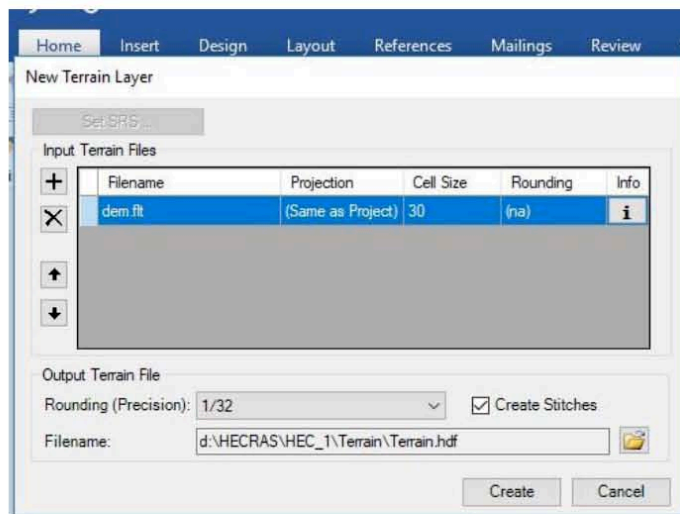 Home Insert Design Layout References Mailings Review
New Terrain Layer
Set SRS ...
Input Terrain Files
Filename Projection Cell Size Rounding Info
dem.flt (Same as Project) 30 (na) i
Output Terrain File
Rounding (Precision): 1/32 Create Stitches
Filename: d:\HECRAS\HEC_1\Terrain\Terrain.hdf
Create Cancel